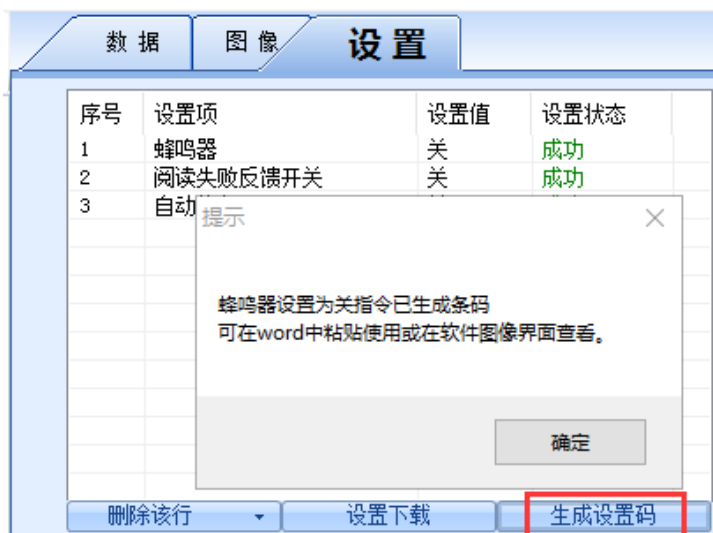 数据 图像 设置
序号 设置项 设置值 设置状态
1 蜂鸣器 关 成功
2 阅读失败反馈开关 关 成功
3 自动
提示
蜂鸣器设置为关指令已生成条码
可在word中粘贴使用或在软件图像界面查看。
确定
删除该行 设置下载 生成设置码